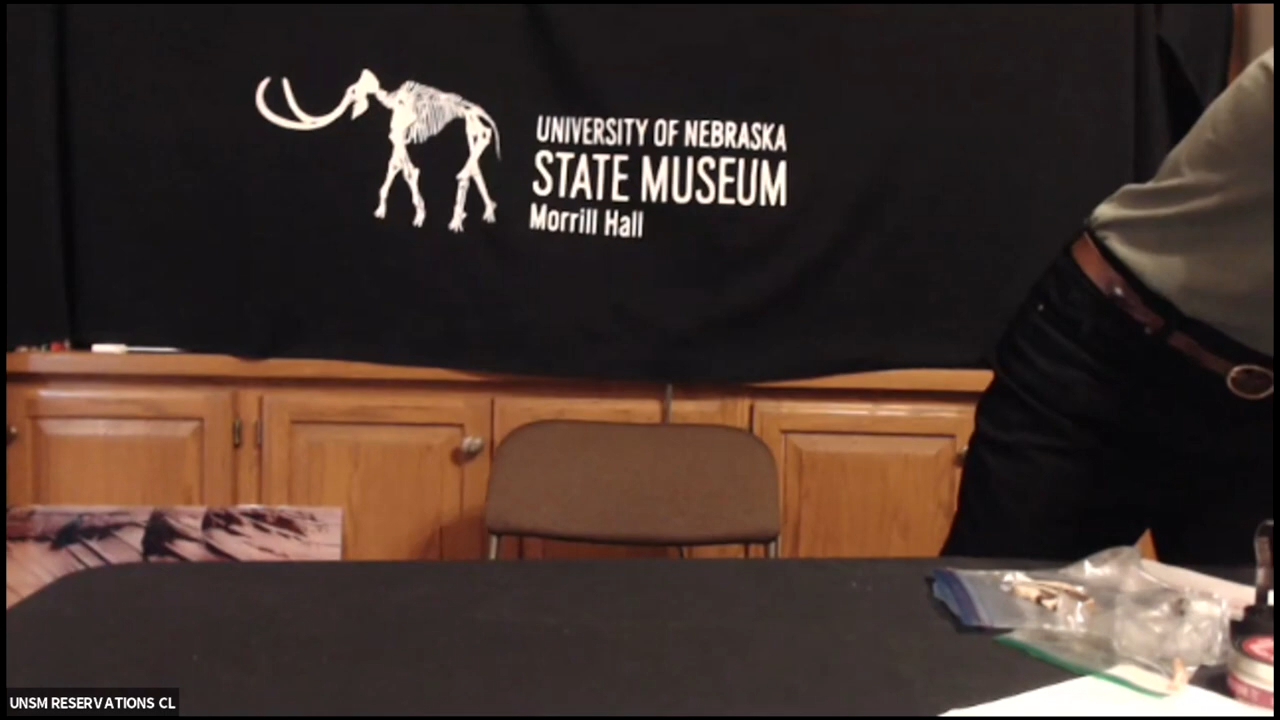 UNIVERSITY OF NEBRASKA
STATE MUSEUM
Morrill Hall
UNSM RESERVATIONS CL